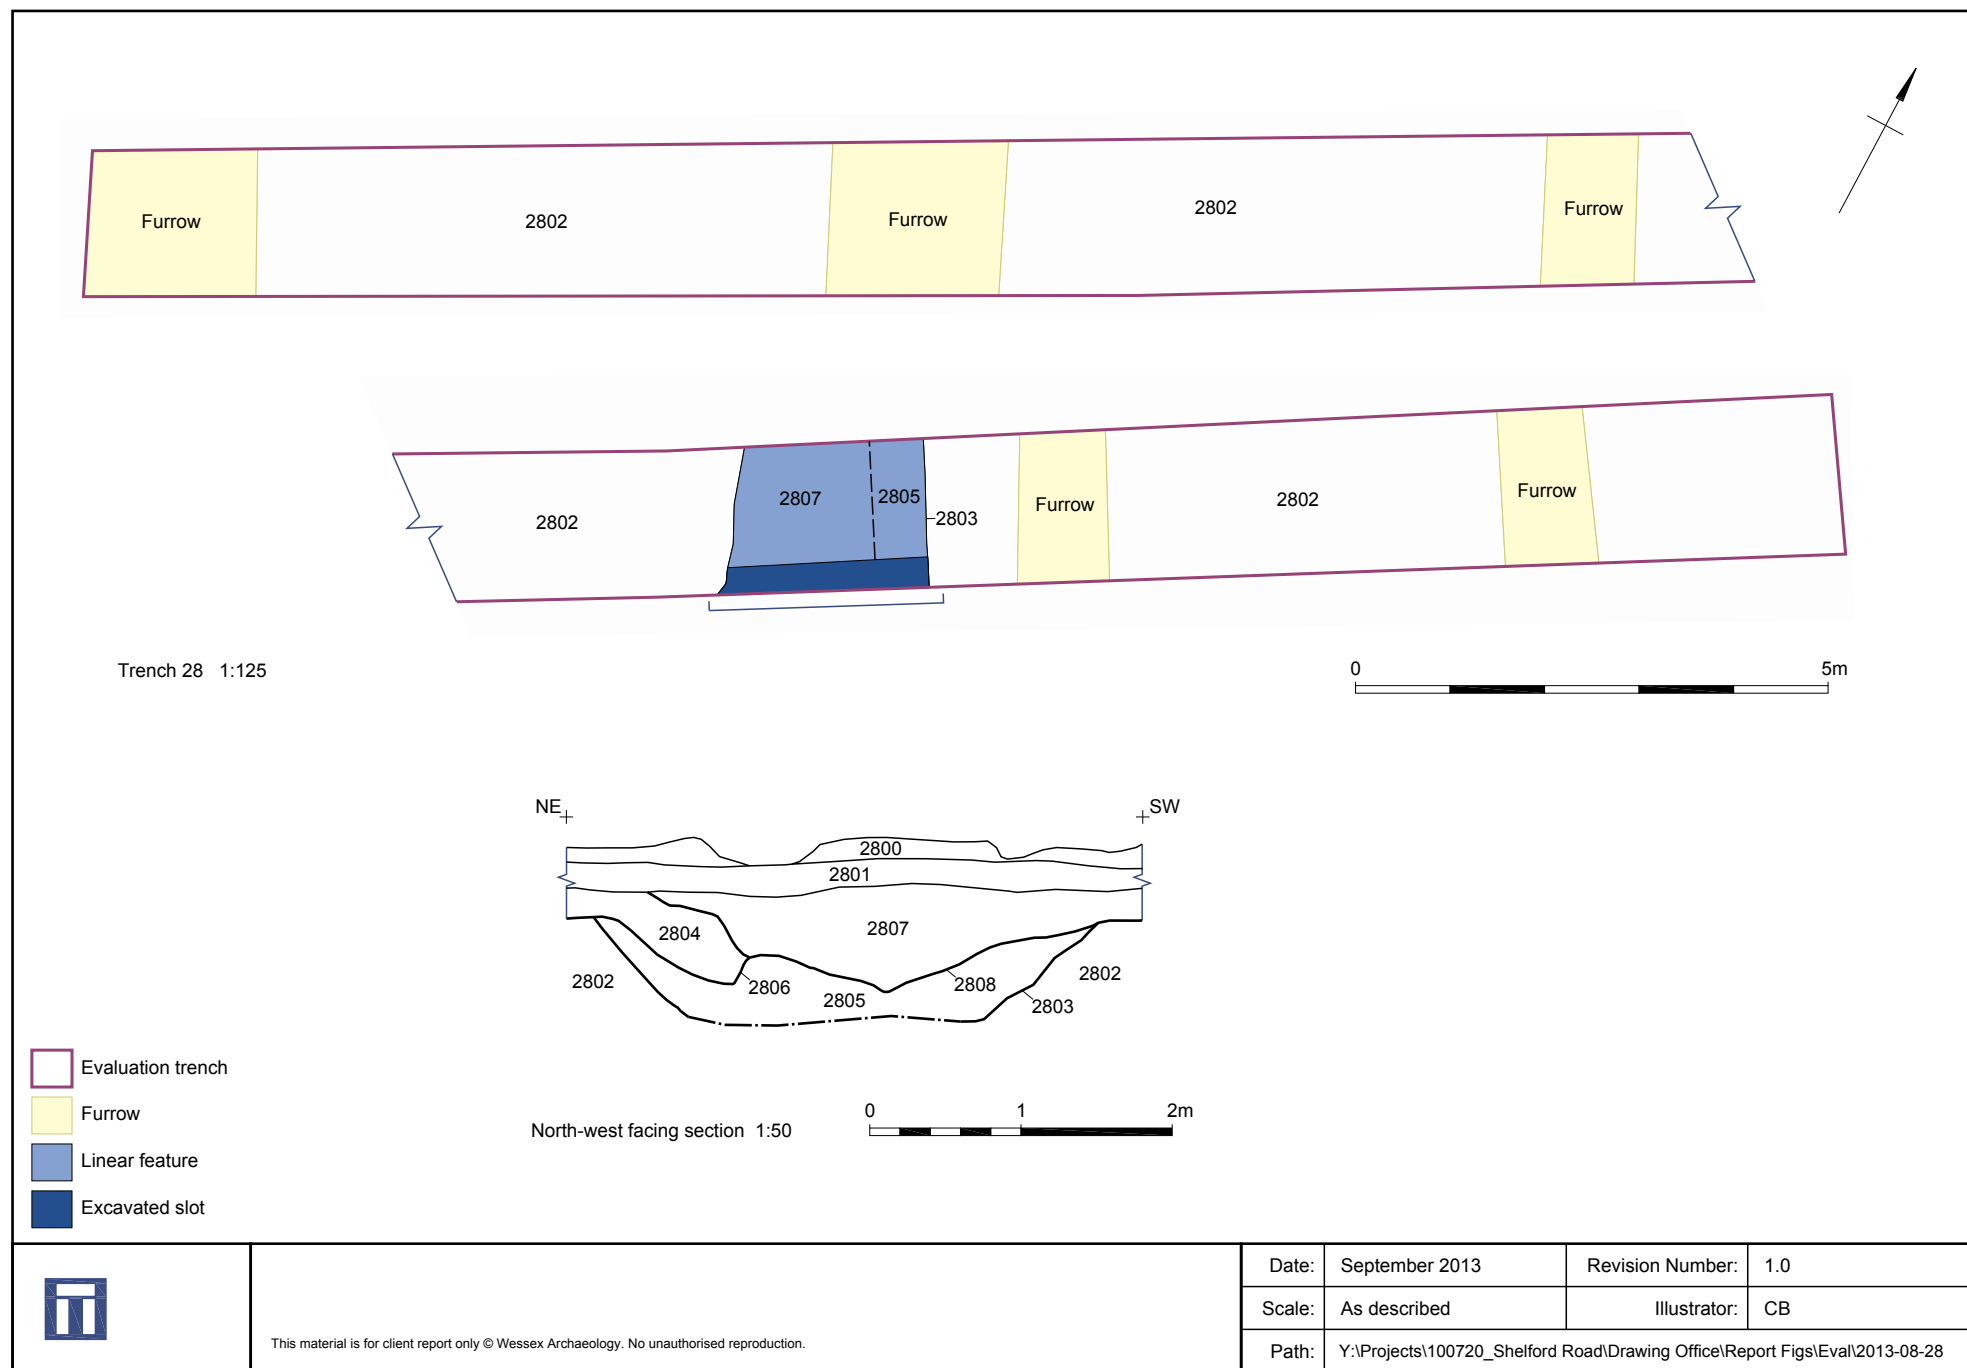 Furrow
2802
Furrow
2802
Furrow
2802
2807
2805
2803
Furrow
2802
Furrow
Trench 28 1:125
0 5m
NE SW
2800
2801
2807
2804
2802
2806
2805
2808
2802
2803
North-west facing section 1:50
0 1 2m
Evaluation trench
Furrow
Linear feature
Excavated slot
This material is for client report only © Wessex Archaeology. No unauthorised reproduction.
Date: September 2013 Revision Number: 1.0
Scale: As described Illustrator: CB
Path: Y:\Projects\100720_Shelford Road\Drawing Office\Report Figs\Eval\2013-08-28